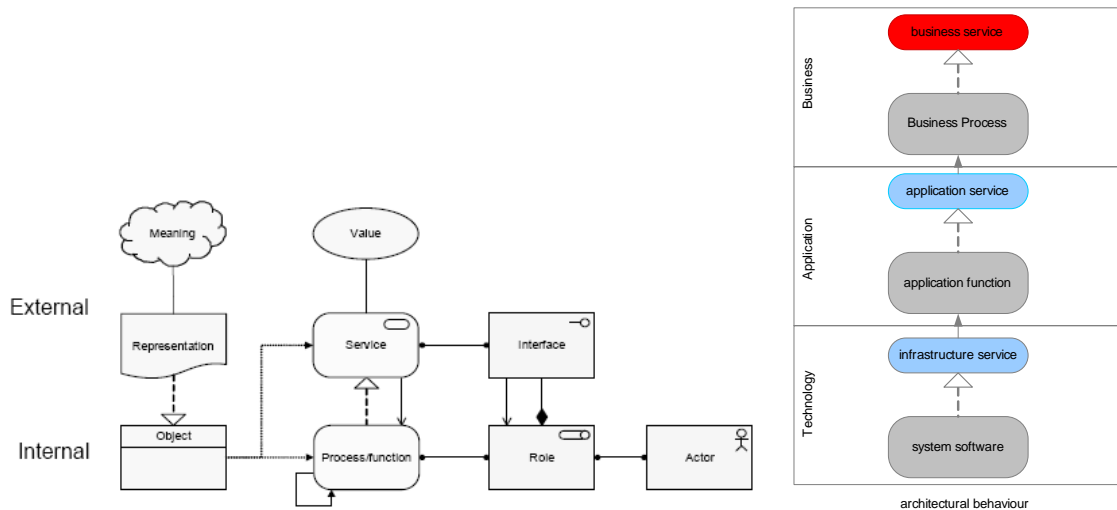 Meaning
Value
External
Representation
Service
Interface
Internal
Object
Process/function
Role
Actor
Business
business service
Business Process
Application
application service
application function
Technology
infrastructure service
system software
architectural behaviour